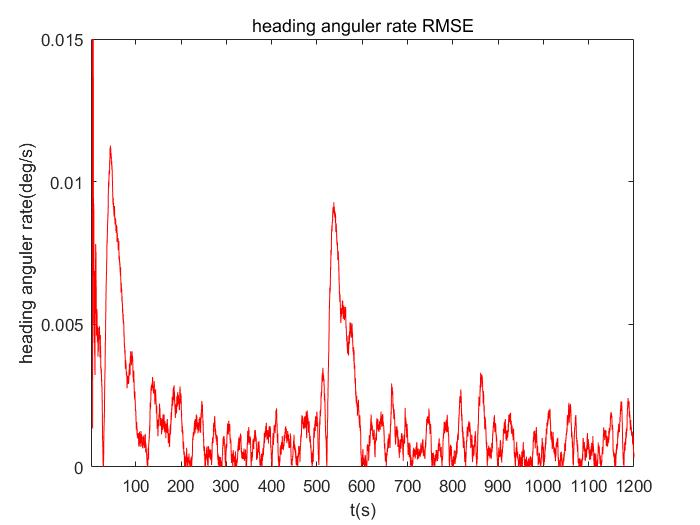 heading anguler rate RMSE
0.015
0.01
0.005
0
heading anguler rate(deg/s)
100 200 300 400 500 600 700 800 900 1000 1100 1200
t(s)